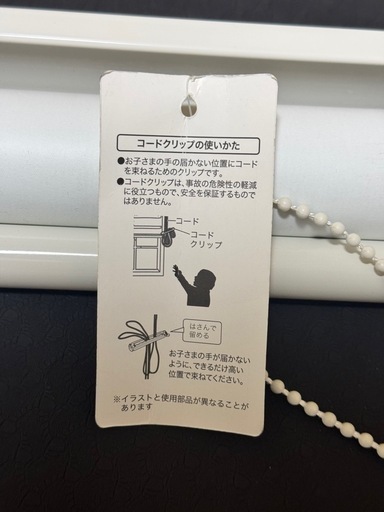 コードクリップの使いかた
●お子さまの手の届かない位置にコード
を束ねるためのクリップです。
●コードクリップは、事故の危険性の軽減
に役立つもので、安全を保証するもので
はありません。
コード
コード
クリップ
はさんで
留める
お子さまの手が届かない
ように、できるだけ高い
位置で束ねてください。
※イラストと使用部品が異なることが
あります